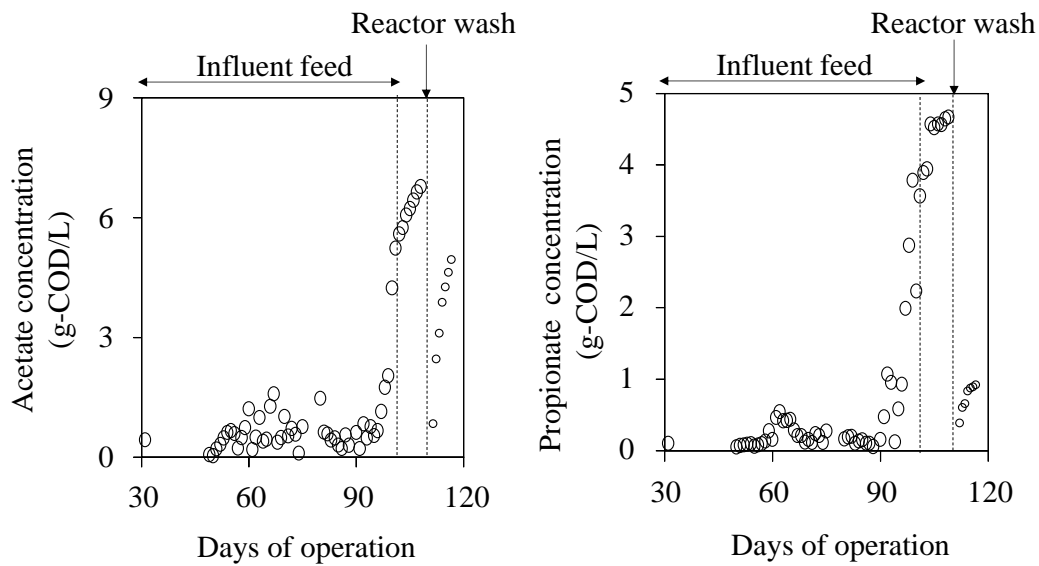 Reactor wash
Influent feed
9
6
3
0
30
60
90
120
Acetate concentration
(g-COD/L)
Days of operation
Reactor wash
Influent feed
5
4
3
2
1
0
30
60
90
120
Propionate concentration
(g-COD/L)
Days of operation